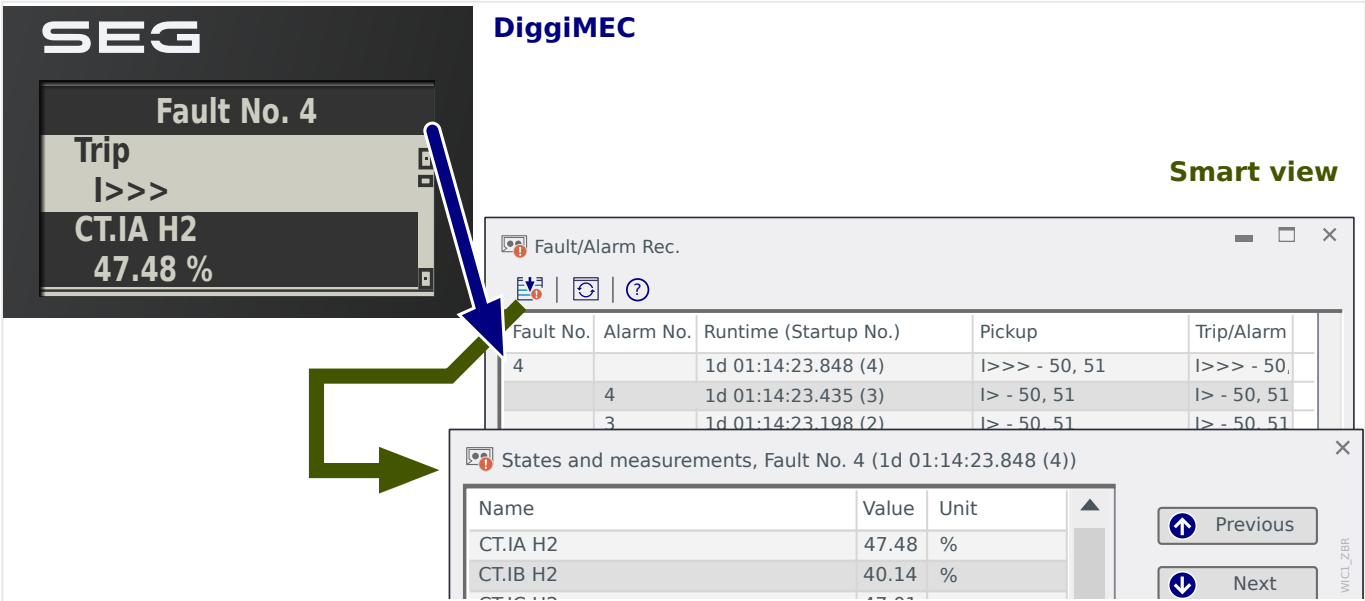 SEG
DiggiMEC
Fault No. 4
Trip
I>>>
CT.IA H2
47.48 %
Smart view
Fault/Alarm Rec.
?
Fault No. Alarm No. Runtime (Startup No.) Pickup Trip/Alarm
4 1d 01:14:23.848 (4) I>>> - 50, 51 I>>> - 50,
4 1d 01:14:23.435 (3) I> - 50, 51 I> - 50, 51
3 1d 01:14:23.198 (2) I> - 50, 51 I> - 50, 51
States and measurements, Fault No. 4 (1d 01:14:23.848 (4))
Name Value Unit
CT.IA H2 47.48 %
CT.IB H2 40.14 %
Previous
Next
WIC1_ZBR